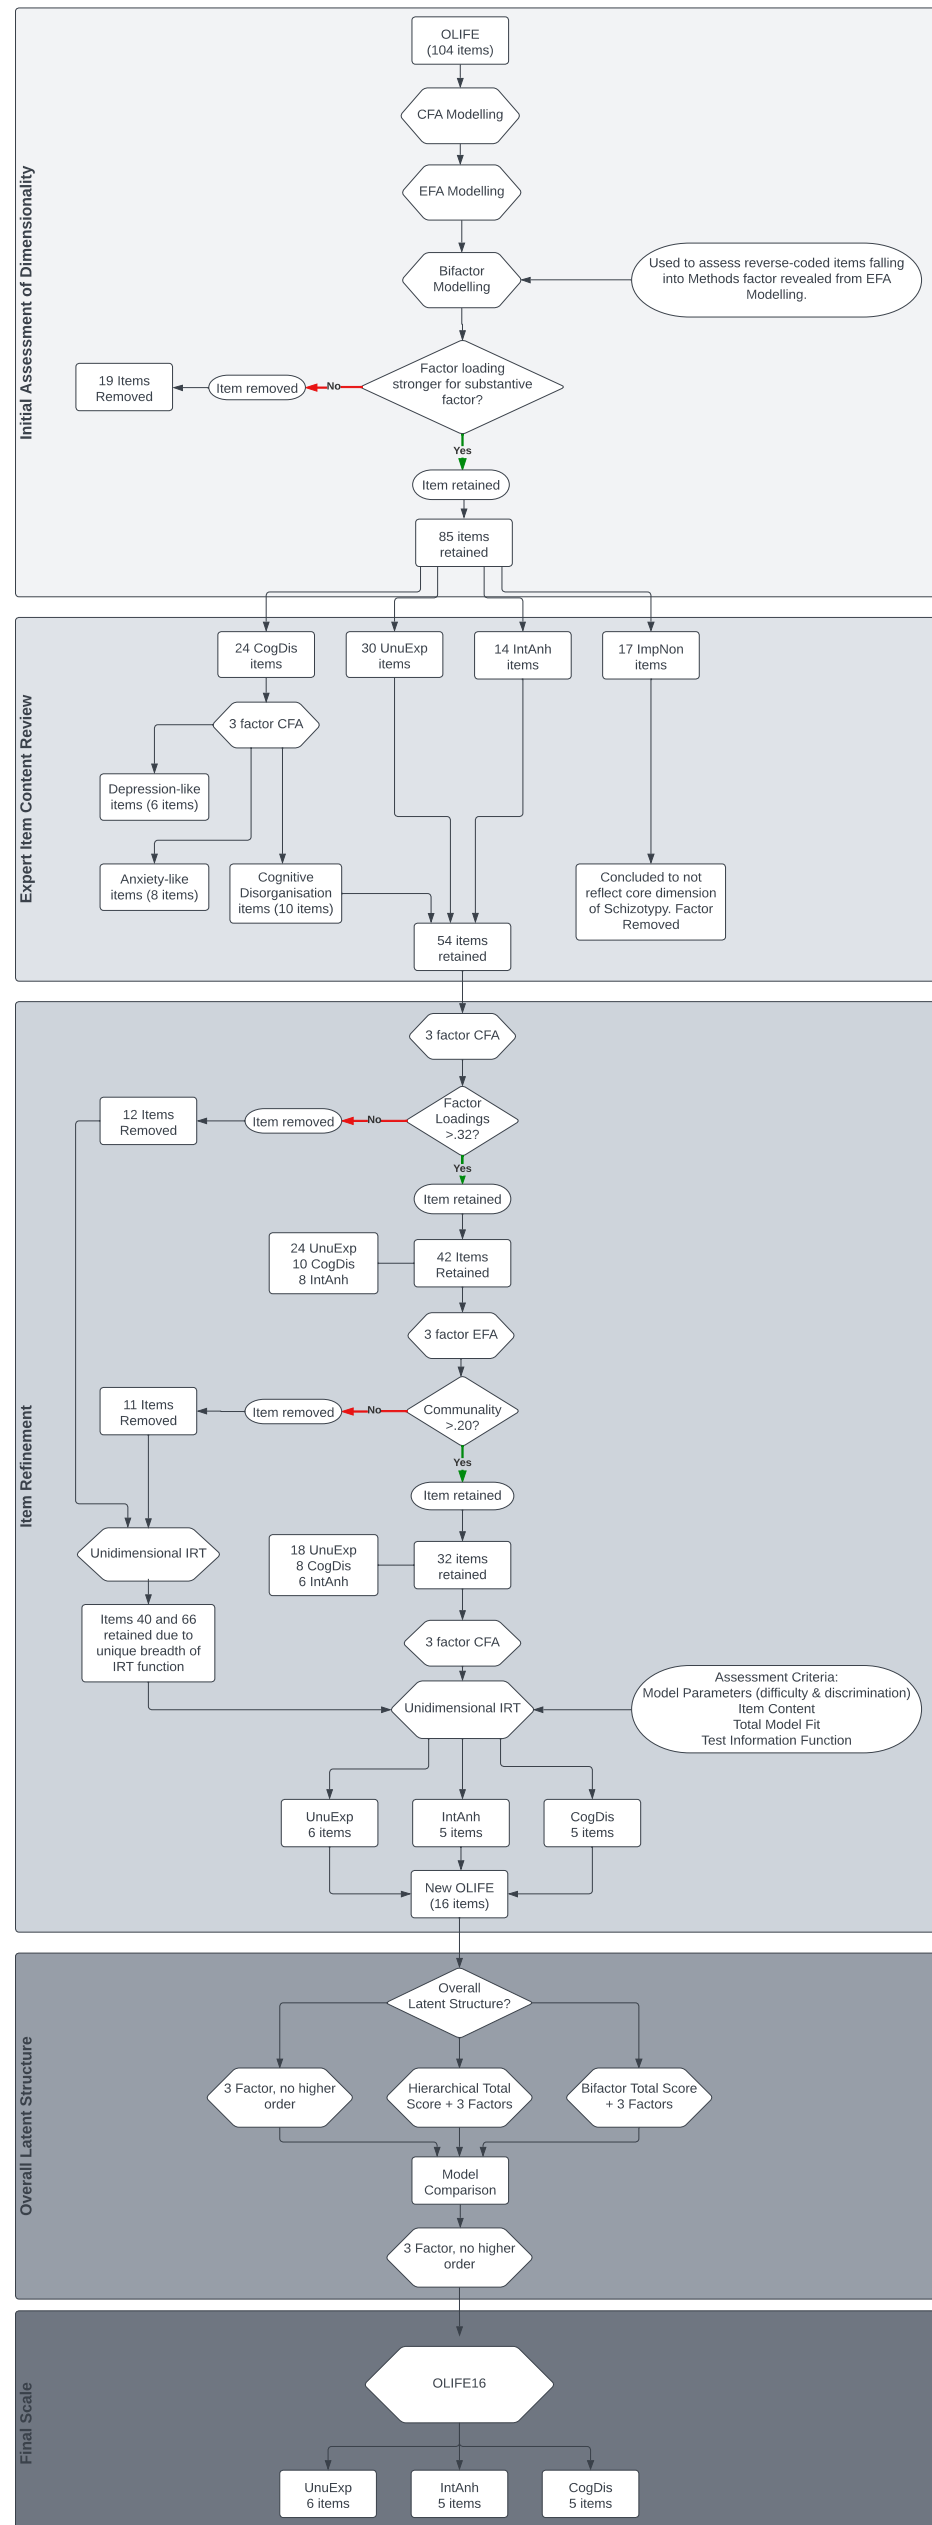 Initial Assessment of Dimensionality
OLIFE
(104 items)
CFA Modelling
EFA Modelling
Bifactor
Modelling
Used to assess reverse-coded items falling
into Methods factor revealed from EFA
Modelling.
Factor loading
stronger for substantive
factor?
No
Item removed
19 Items
Removed
Yes
Item retained
85 items
retained
Expert Item Content Review
24 CogDis
items
30 UnuExp
items
14 IntAnh
items
17 ImpNon
items
3 factor CFA
Depression-like
items (6 items)
Anxiety-like
items (8 items)
Cognitive
Disorganisation
items (10 items)
Concluded to not
reflect core dimension
of Schizotypy. Factor
Removed
54 items
retained
Item Refinement
3 factor CFA
Factor
Loadings
>.32?
No
Item removed
12 Items
Removed
Yes
Item retained
24 UnuExp
10 CogDis
8 IntAnh
42 Items
Retained
3 factor EFA
Communality
>.20?
No
Item removed
11 Items
Removed
Yes
Item retained
18 UnuExp
8 CogDis
6 IntAnh
32 items
retained
Unidimensional IRT
Items 40 and 66
retained due to
unique breadth of
IRT function
3 factor CFA
Unidimensional IRT
Assessment Criteria:
Model Parameters (difficulty & discrimination)
Item Content
Total Model Fit
Test Information Function
UnuExp
6 items
IntAnh
5 items
CogDis
5 items
New OLIFE
(16 items)
Overall Latent Structure
Overall
Latent Structure?
3 Factor, no higher
order
Hierarchical Total
Score + 3 Factors
Bifactor Total Score
+ 3 Factors
Model
Comparison
3 Factor, no higher
order
Final Scale
OLIFE16
UnuExp
6 items
IntAnh
5 items
CogDis
5 items